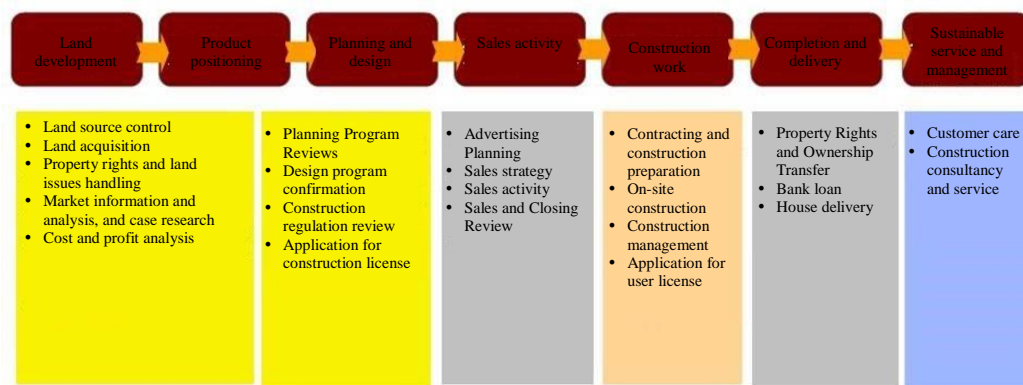 Land
development
Product
positioning
Planning and
design
Sales activity
Construction
work
Completion and
delivery
Sustainable
service and
management
• Land source control
• Land acquisition
• Property rights and land
issues handling
• Market information and
analysis, and case research
• Cost and profit analysis
• Planning Program
Reviews
• Design program
confirmation
• Construction
regulation review
• Application for
construction license
• Advertising
Planning
• Sales strategy
• Sales activity
• Sales and Closing
Review
• Contracting and
construction
preparation
• On-site
construction
• Construction
management
• Application for
user license
• Property Rights
and Ownership
Transfer
• Bank loan
• House delivery
• Customer care
• Construction
consultancy
and service